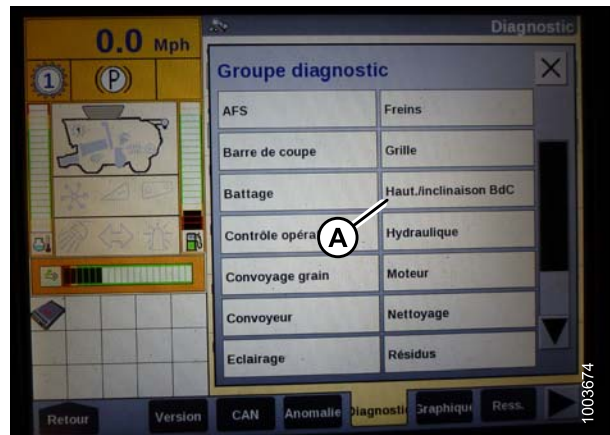 0.0 Mph
Diagnostic
1
(P)
Groupe diagnostic
AFS
Freins
Barre de coupe
Grille
Battage
Haut./inclinaison BdC
Contrôle opéra
A
Hydraulique
Convoyage grain
Moteur
Convoyeur
Nettoyage
Eclairage
Résidus
Retour
Version
CAN
Anomalie
Diagnostic
Graphique
Ress.
1003674